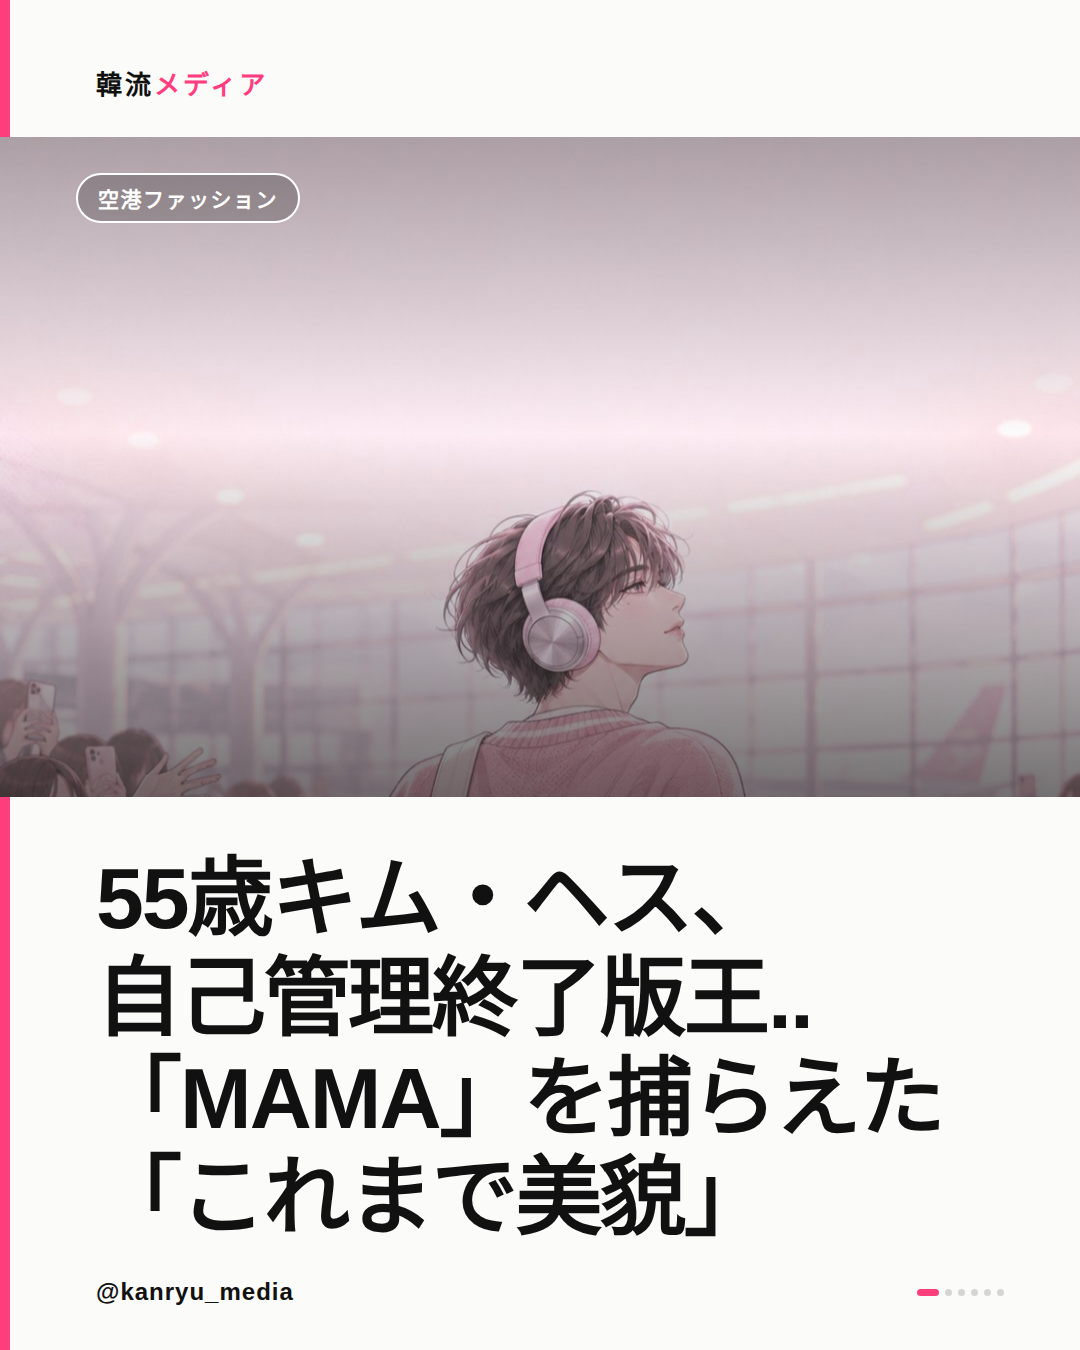 韓流メディア
空港ファッション
55歳キム・ヘス、
自己管理終了版王..
「MAMA」を捕らえた
「これまで美貌」
@kanryu_media